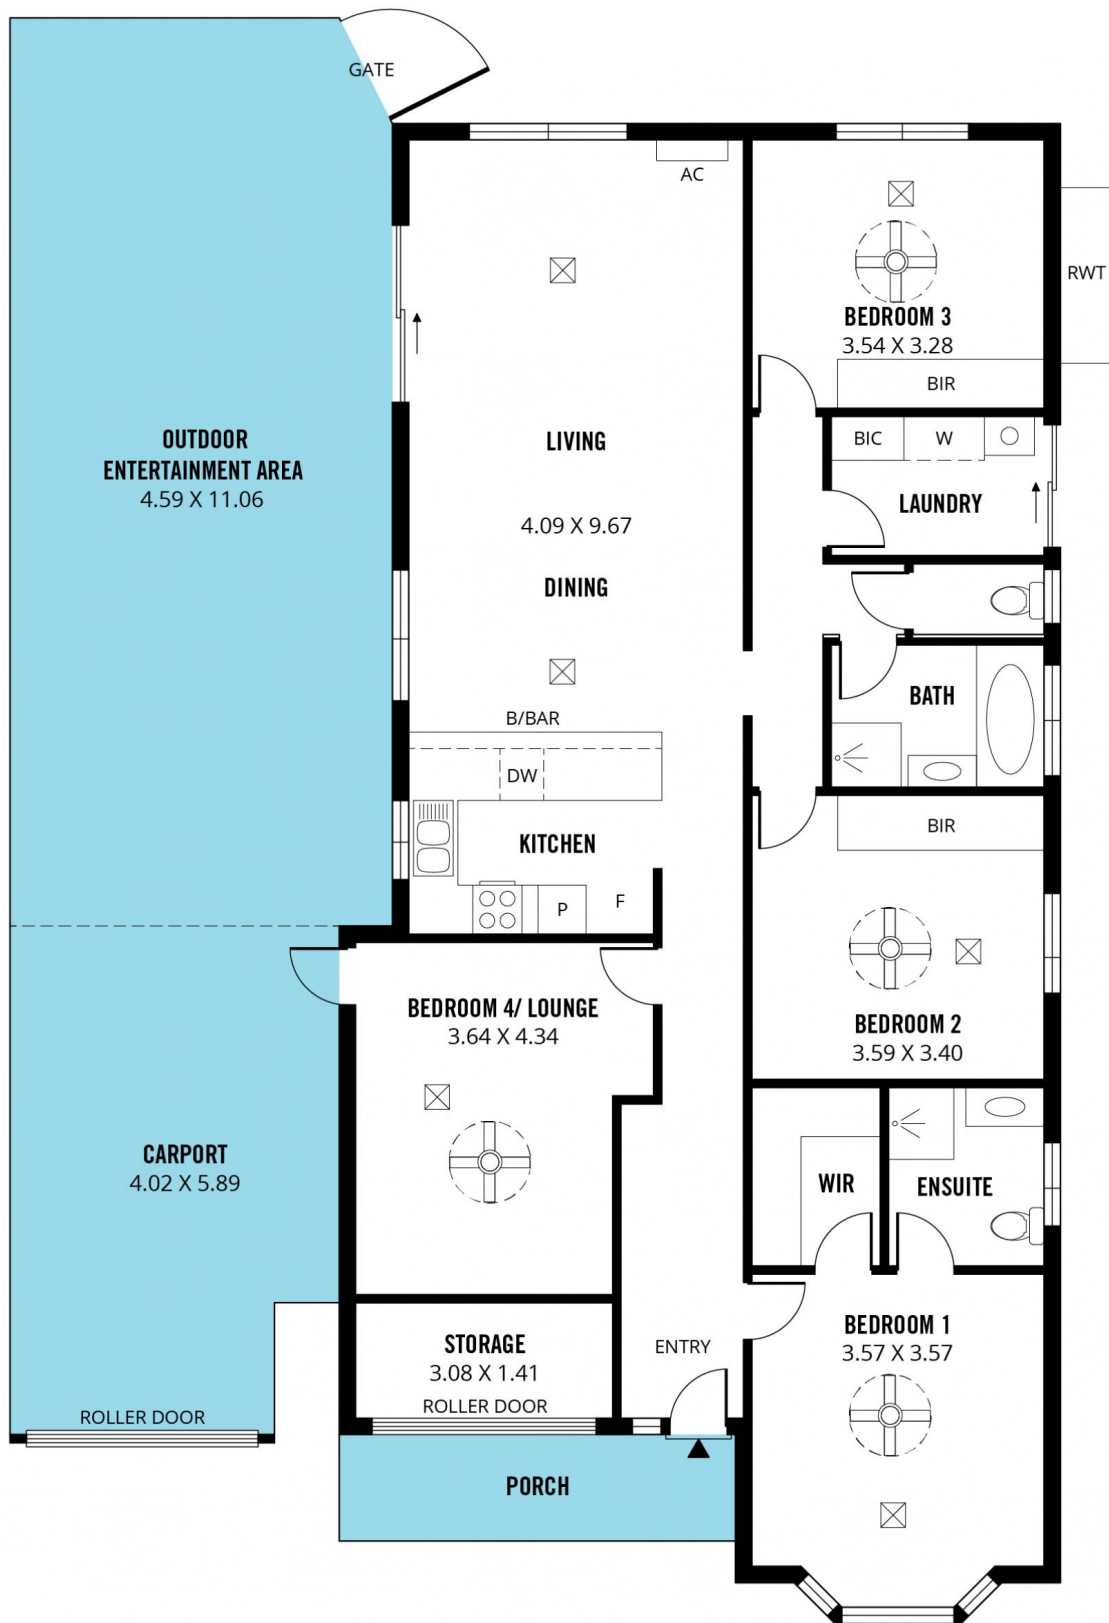 GATE
AC
RWT
BEDROOM 3
3.54 X 3.28
BIR
OUTDOOR
ENTERTAINMENT AREA
4.59 X 11.06
LIVING
4.09 X 9.67
DINING
BIC
W
LAUNDRY
BATH
B/BAR
DW
KITCHEN
P
F
BIR
BEDROOM 4/ LOUNGE
3.64 X 4.34
BEDROOM 2
3.59 X 3.40
CARPORT
4.02 X 5.89
WIR
ENSUITE
STORAGE
3.08 X 1.41
ROLLER DOOR
ENTRY
BEDROOM 1
3.57 X 3.57
ROLLER DOOR
PORCH